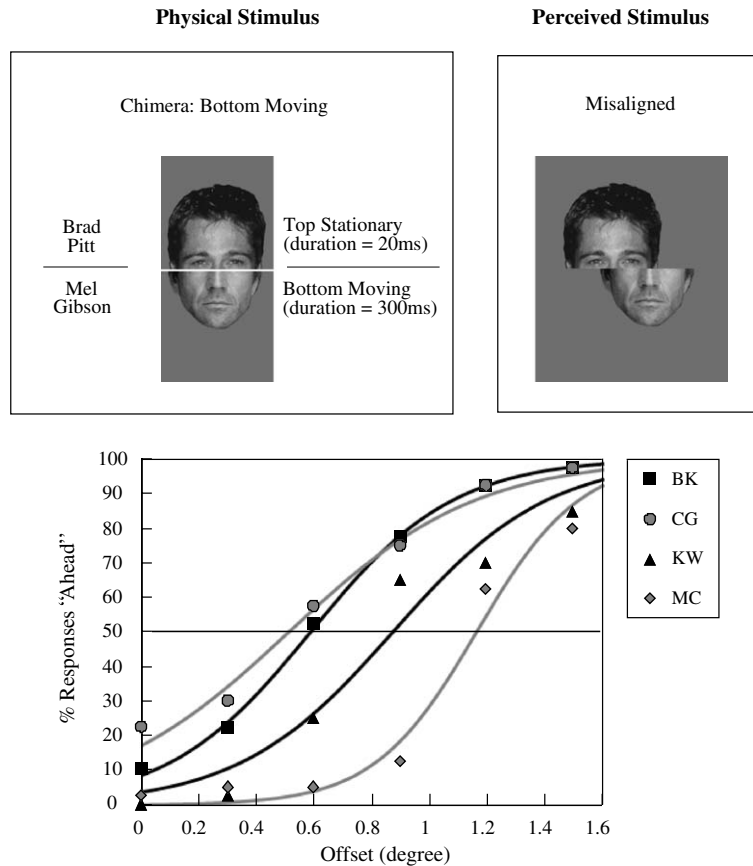 Physical Stimulus
Perceived Stimulus
Chimera: Bottom Moving
Misaligned
Brad
Pitt
Top Stationary
(duration = 20ms)
Mel
Gibson
Bottom Moving
(duration = 300ms)
100
90
80
70
60
50
40
30
20
10
0
% Responses “Ahead”
0 0.2 0.4 0.6 0.8 1 1.2 1.4 1.6
Offset (degree)
BK
CG
KW
MC